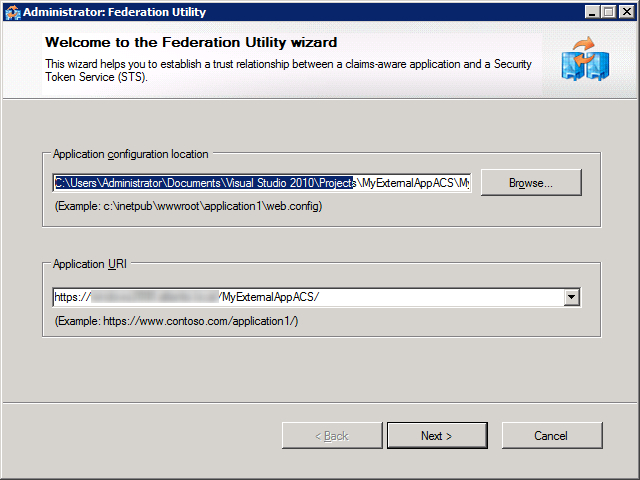 Administrator: Federation Utility
Welcome to the Federation Utility wizard
This wizard helps you to establish a trust relationship between a claims-aware application and a Security
Token Service (STS).
Application configuration location
C:\Users\Administrator\Documents\Visual Studio 2010\Projects\MyExternalAppACS\My
Browse...
(Example: c:\inetpub\wwwroot\application1\web.config)
Application URI
https:// /MyExternalAppACS/
(Example: https://www.contoso.com/application1/)
< Back
Next >
Cancel